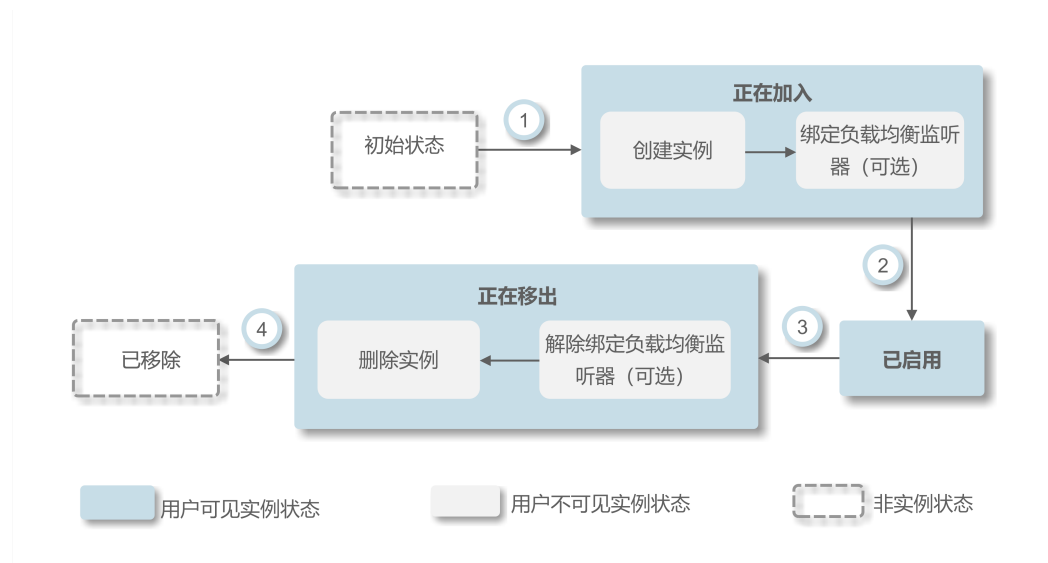 正在加入
1
初始状态
创建实例
绑定负载均衡监听
器（可选）
2
正在移出
4
3
已移除
删除实例
解除绑定负载均衡监
听器（可选）
已启用
用户可见实例状态
用户不可见实例状态
非实例状态